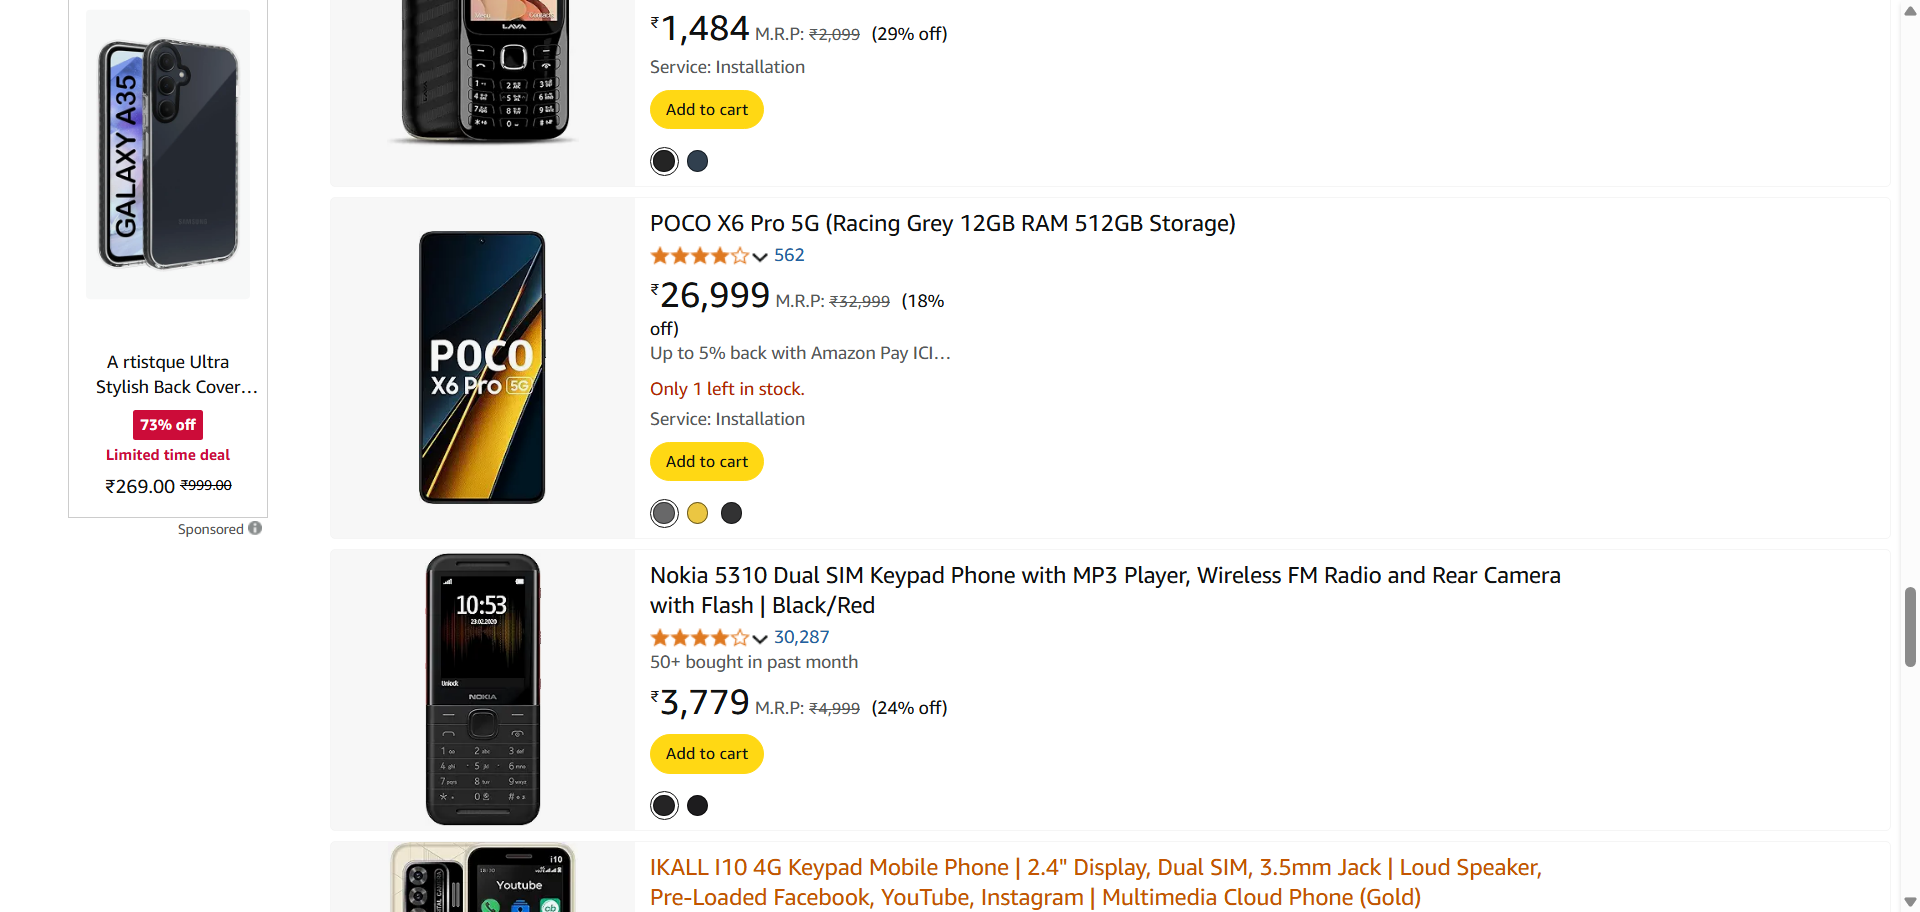 GALAXY A35
SAMSUNG
A rtistque Ultra
Stylish Back Cover...
73% off
Limited time deal
₹269.00 ₹999.00
Sponsored
LAVA
₹1,484 M.R.P: ₹2,099 (29% off)
Service: Installation
Add to cart
POCO
X6 Pro 5G
POCO X6 Pro 5G (Racing Grey 12GB RAM 512GB Storage)
562
₹26,999 M.R.P: ₹32,999 (18%
off)
Up to 5% back with Amazon Pay ICI...
Only 1 left in stock.
Service: Installation
Add to cart
10:53
23.02.2020
Unlock
NOKIA
Nokia 5310 Dual SIM Keypad Phone with MP3 Player, Wireless FM Radio and Rear Camera
with Flash | Black/Red
30,287
50+ bought in past month
₹3,779 M.R.P: ₹4,999 (24% off)
Add to cart
i10
Youtube
IKALL I10 4G Keypad Mobile Phone | 2.4" Display, Dual SIM, 3.5mm Jack | Loud Speaker,
Pre-Loaded Facebook, YouTube, Instagram | Multimedia Cloud Phone (Gold)